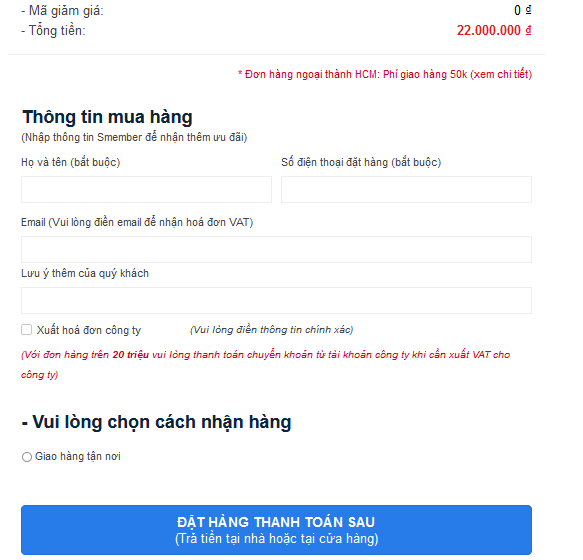 - Mã giảm giá: 0 ₫
- Tổng tiền: 22.000.000 ₫
* Đơn hàng ngoại thành HCM: Phí giao hàng 50k (xem chi tiết)
Thông tin mua hàng
(Nhập thông tin Smember để nhận thêm ưu đãi)
Họ và tên (bắt buộc) Số điện thoại đặt hàng (bắt buộc)
Email (Vui lòng điền email để nhận hoá đơn VAT)
Lưu ý thêm của quý khách
Xuất hoá đơn công ty (Vui lòng điền thông tin chính xác)
(Với đơn hàng trên 20 triệu vui lòng thanh toán chuyển khoản từ tài khoản công ty khi cần xuất VAT cho
công ty)
- Vui lòng chọn cách nhận hàng
Giao hàng tận nơi
ĐẶT HÀNG THANH TOÁN SAU
(Trả tiền tại nhà hoặc tại cửa hàng)